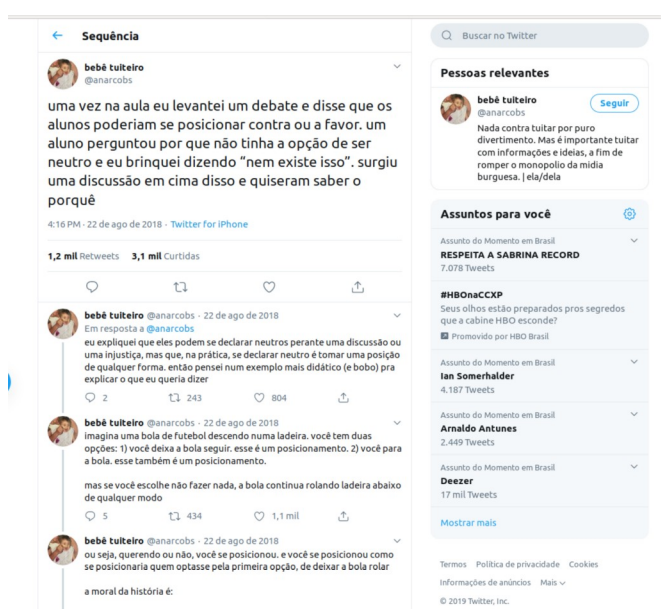 Sequência
bebê tuiteiro
@anarcobs
uma vez na aula eu levantei um debate e disse que os
alunos poderiam se posicionar contra ou a favor. um
aluno perguntou por que não tinha a opção de ser
neutro e eu brinquei dizendo “nem existe isso”. surgiu
uma discussão em cima disso e quiseram saber o
porquê
4:16 PM · 22 de ago de 2018 · Twitter for iPhone
1,2 mil Retweets 3,1 mil Curtidas
bebê tuiteiro @anarcobs · 22 de ago de 2018
Em resposta a @anarcobs
eu expliquei que eles podem se declarar neutros perante uma discussão ou
uma injustiça, mas que, na prática, se declarar neutro é tomar uma posição
de qualquer forma. então pensei num exemplo mais didático (e bobo) pra
explicar o que eu queria dizer
2 243 804
bebê tuiteiro @anarcobs · 22 de ago de 2018
imagina uma bola de futebol descendo numa ladeira. você tem duas
opções: 1) você deixa a bola seguir. esse é um posicionamento. 2) você para
a bola. esse também é um posicionamento.
mas se você escolhe não fazer nada, a bola continua rolando ladeira abaixo
de qualquer modo
5 434 1,1 mil
bebê tuiteiro @anarcobs · 22 de ago de 2018
ou seja, querendo ou não, você se posicionou. e você se posicionou como
se posicionaria quem optasse pela primeira opção, de deixar a bola rolar
a moral da história é:
Buscar no Twitter
Pessoas relevantes
bebê tuiteiro
@anarcobs
Seguir
Nada contra tuitar por puro
divertimento. Mas é importante tuitar
com informações e ideias, a fim de
romper o monopolio da midia
burguesa. | ela/dela
Assuntos para você
Assunto do Momento em Brasil
RESPEITA A SABRINA RECORD
7.078 Tweets
#HBOnaCCXP
Seus olhos estão preparados pros segredos
que a cabine HBO esconde?
Promovido por HBO Brasil
Assunto do Momento em Brasil
Ian Somerhalder
4.187 Tweets
Assunto do Momento em Brasil
Arnaldo Antunes
2.449 Tweets
Assunto do Momento em Brasil
Deezer
17 mil Tweets
Mostrar mais
Termos Política de privacidade Cookies
Informações de anúncios Mais
© 2019 Twitter, Inc.